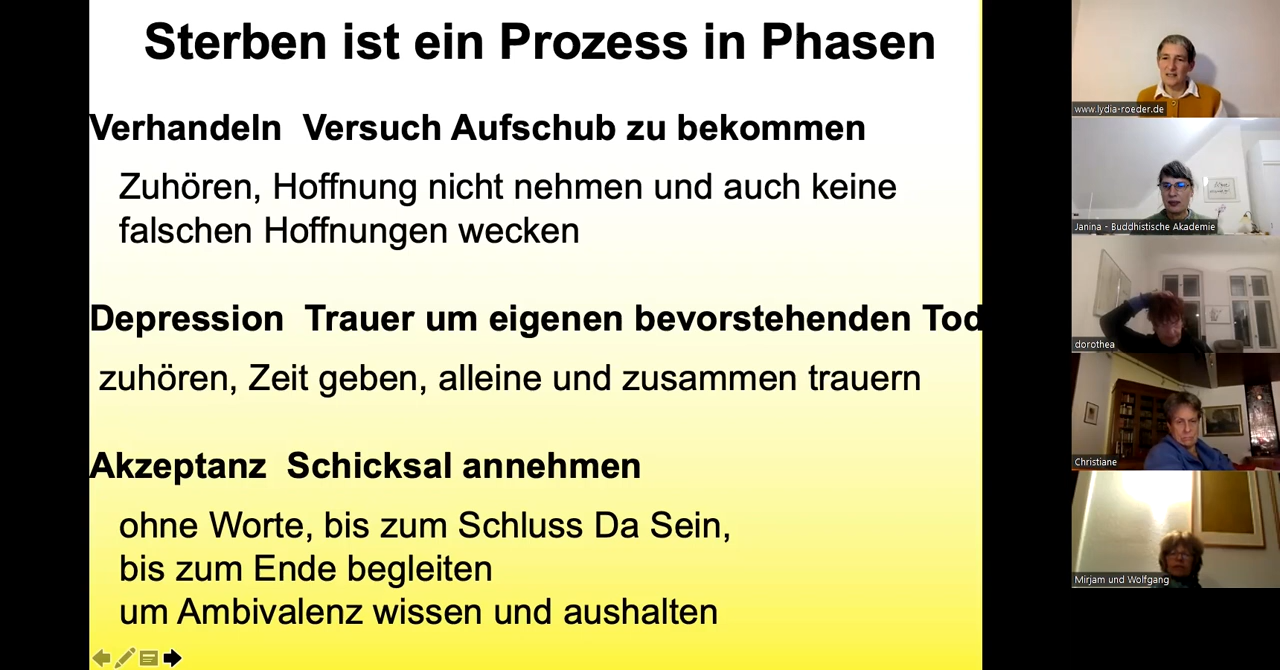 Sterben ist ein Prozess in Phasen
Verhandeln  Versuch Aufschub zu bekommen
Zuhören, Hoffnung nicht nehmen und auch keine
falschen Hoffnungen wecken
Depression  Trauer um eigenen bevorstehenden Tod
zuhören, Zeit geben, alleine und zusammen trauern
Akzeptanz  Schicksal annehmen
ohne Worte, bis zum Schluss Da Sein,
bis zum Ende begleiten
um Ambivalenz wissen und aushalten
www.lydia-roeder.de
Janina - Buddhistische Akademie
dorothea
Christiane
Mirjam und Wolfgang